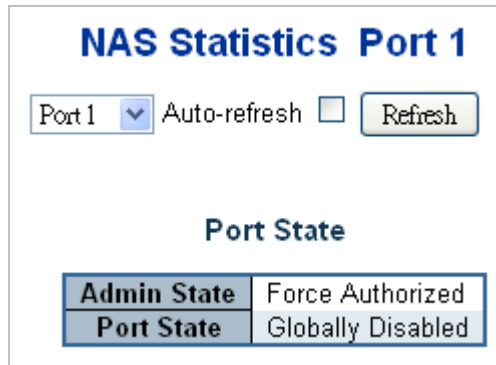 NAS Statistics Port 1
Port 1 Auto-refresh Refresh
Port State
Admin State Force Authorized
Port State Globally Disabled